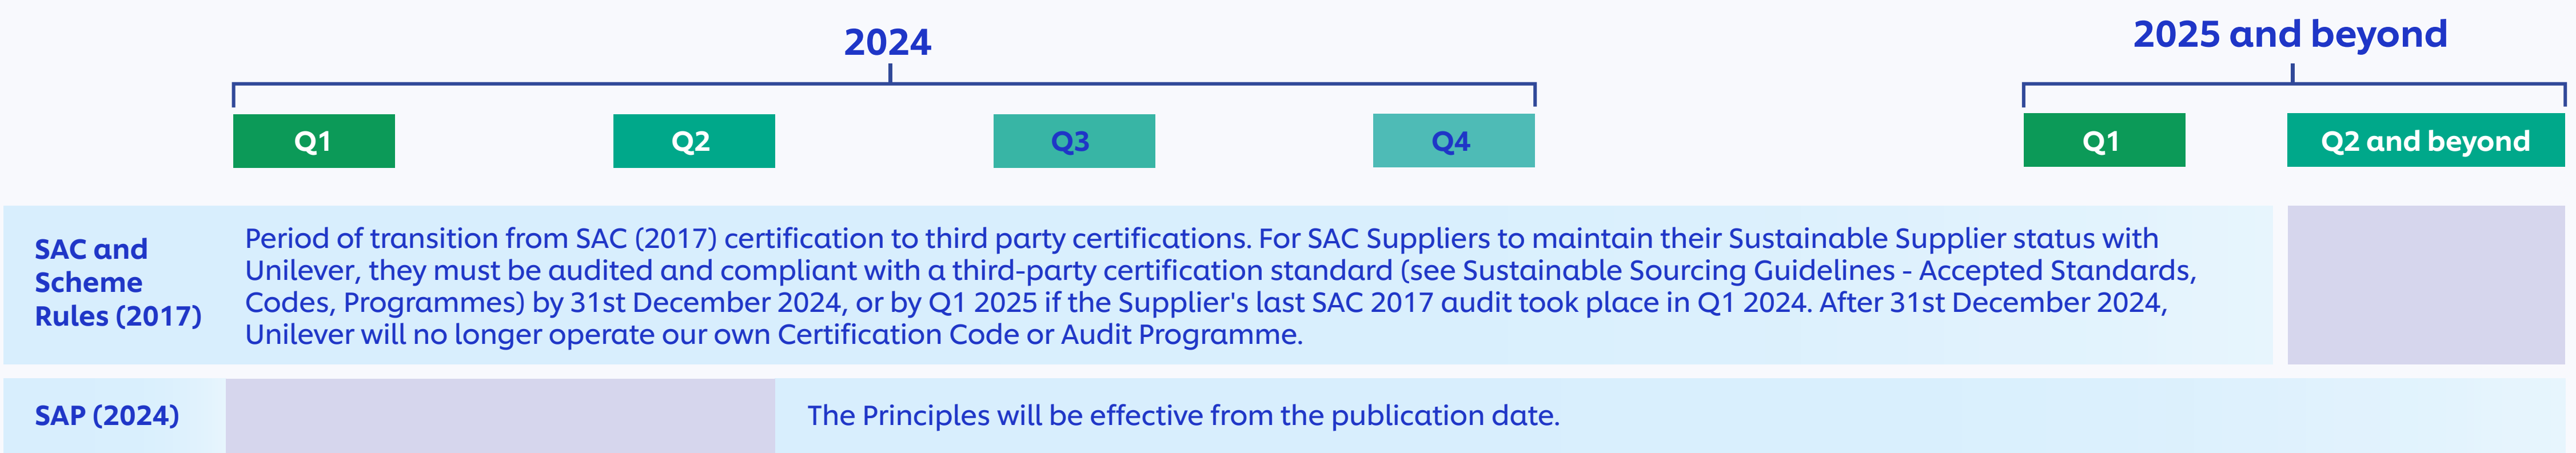 2024
2025 and beyond
Q1
Q2
Q3
Q4
Q1
Q2 and beyond
SAC and
Scheme
Rules (2017)
Period of transition from SAC (2017) certification to third party certifications. For SAC Suppliers to maintain their Sustainable Supplier status with
Unilever, they must be audited and compliant with a third-party certification standard (see Sustainable Sourcing Guidelines - Accepted Standards,
Codes, Programmes) by 31st December 2024, or by Q1 2025 if the Supplier's last SAC 2017 audit took place in Q1 2024. After 31st December 2024,
Unilever will no longer operate our own Certification Code or Audit Programme.
SAP (2024)
The Principles will be effective from the publication date.